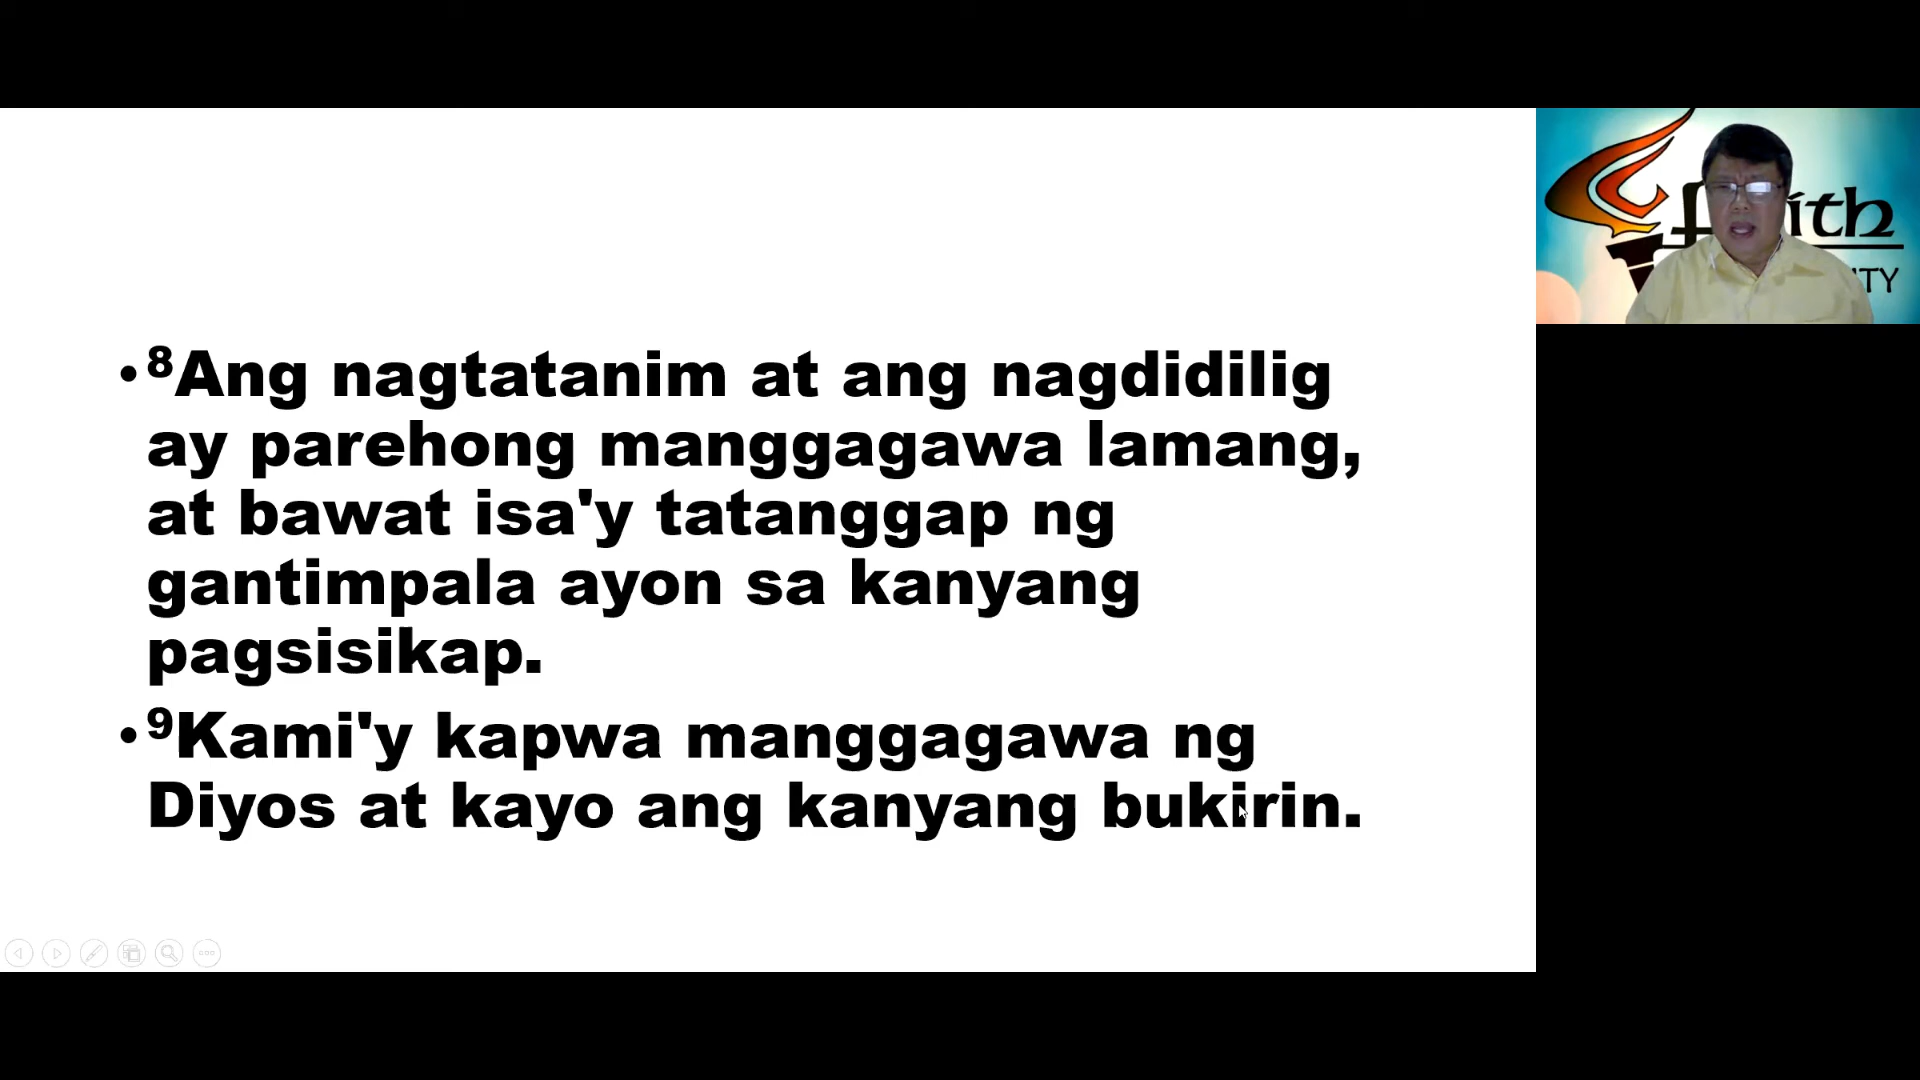 •⁸Ang nagtatanim at ang nagdidilig
ay parehong manggagawa lamang,
at bawat isa'y tatanggap ng
gantimpala ayon sa kanyang
pagsisikap.
•⁹Kami'y kapwa manggagawa ng
Diyos at kayo ang kanyang bukirin.